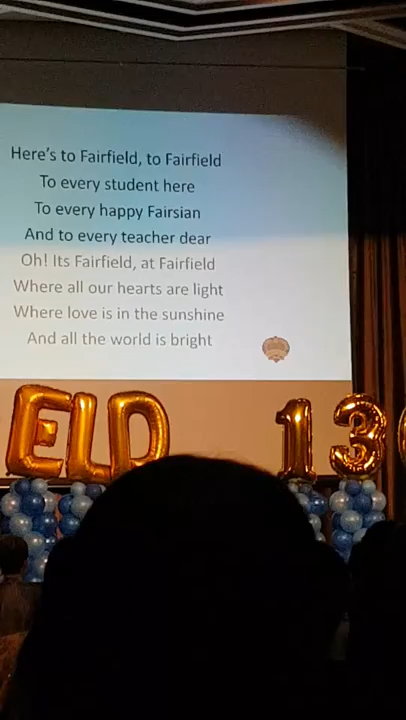 Here's to Fairfield, to Fairfield
To every student here
To every happy Fairsian
And to every teacher dear
Oh! Its Fairfield, at Fairfield
Where all our hearts are light
Where love is in the sunshine
And all the world is bright
ELD 13